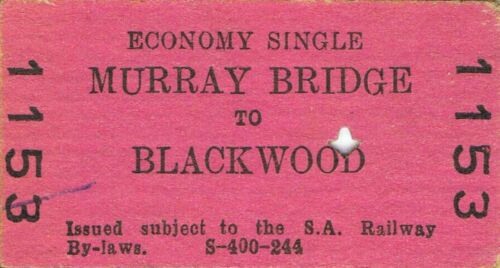 ECONOMY SINGLE
MURRAY BRIDGE
TO
BLACKWOOD
Issued subject to the S.A. Railway
By-laws. S-400-244
1153
1153